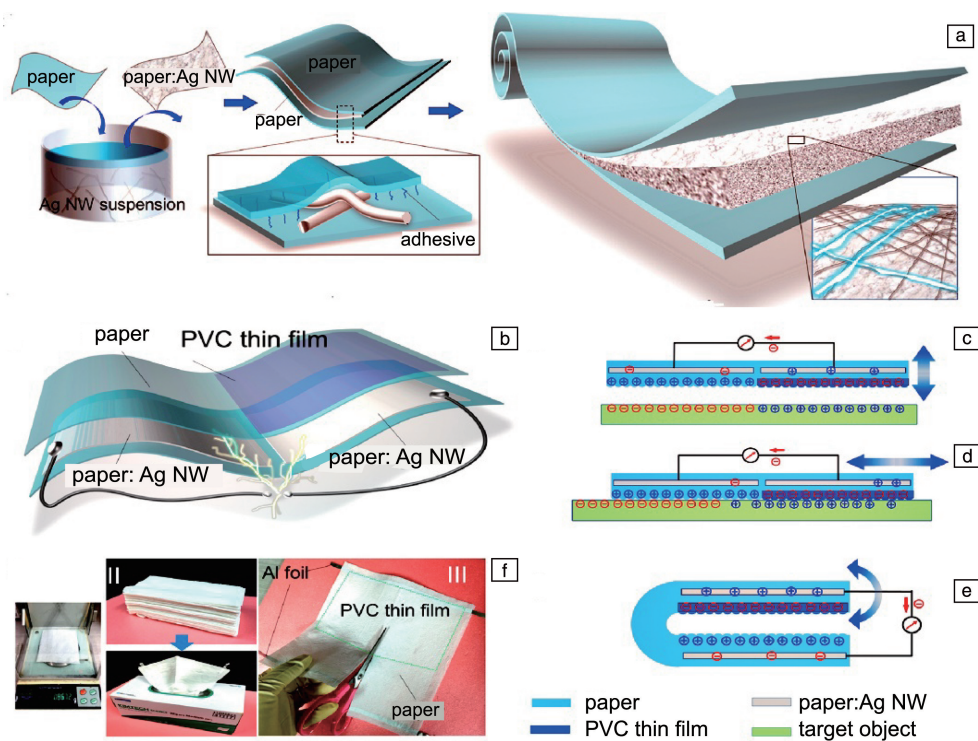 a
paper
paper:Ag NW
paper
paper
Ag NW suspension
adhesive
b
paper
PVC thin film
paper: Ag NW
paper: Ag NW
c
d
e
f
II
Al foil
III
PVC thin film
paper
paper
paper:Ag NW
PVC thin film
target object